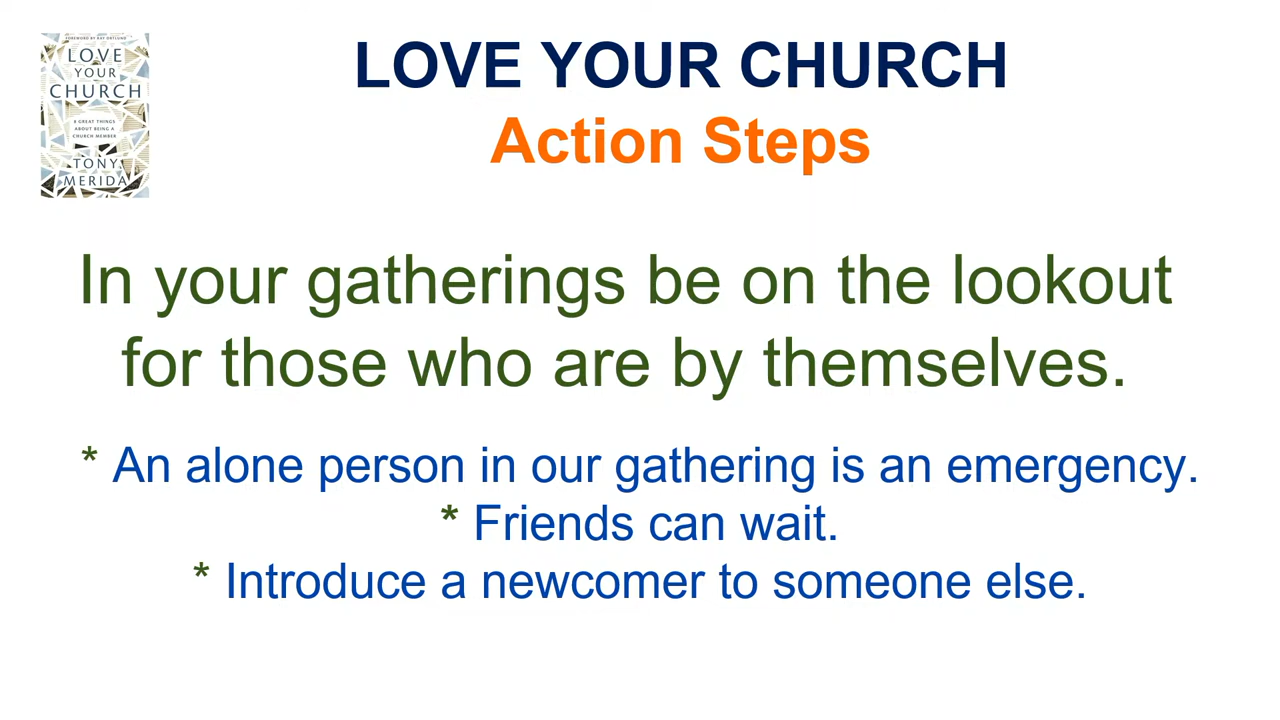 FOREWORD BY RAY ORTLUND
LOVE
YOUR
CHURCH
8 GREAT THINGS
ABOUT BEING A
CHURCH MEMBER
TONY
MERIDA
LOVE YOUR CHURCH
Action Steps
In your gatherings be on the lookout
for those who are by themselves.
* An alone person in our gathering is an emergency.
* Friends can wait.
* Introduce a newcomer to someone else.